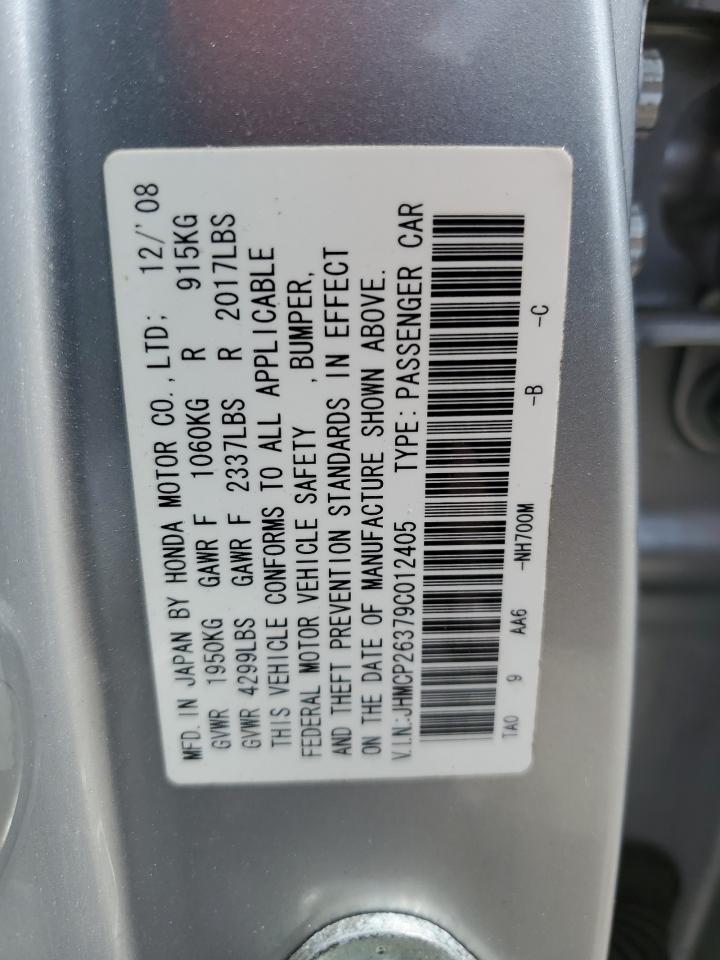 MFD. IN JAPAN BY HONDA MOTOR CO., LTD; 12/'08
GVWR 1950KG GAWR F 1060KG R 915KG
GVWR 4299LBS GAWR F 2337LBS R 2017LBS
THIS VEHICLE CONFORMS TO ALL APPLICABLE
FEDERAL MOTOR VEHICLE SAFETY ,BUMPER,
AND THEFT PREVENTION STANDARDS IN EFFECT
ON THE DATE OF MANUFACTURE SHOWN ABOVE.
V.I.N.:JHMCP26379C012405 TYPE: PASSENGER CAR
TA0 9 AA6 -NH700M -B -C